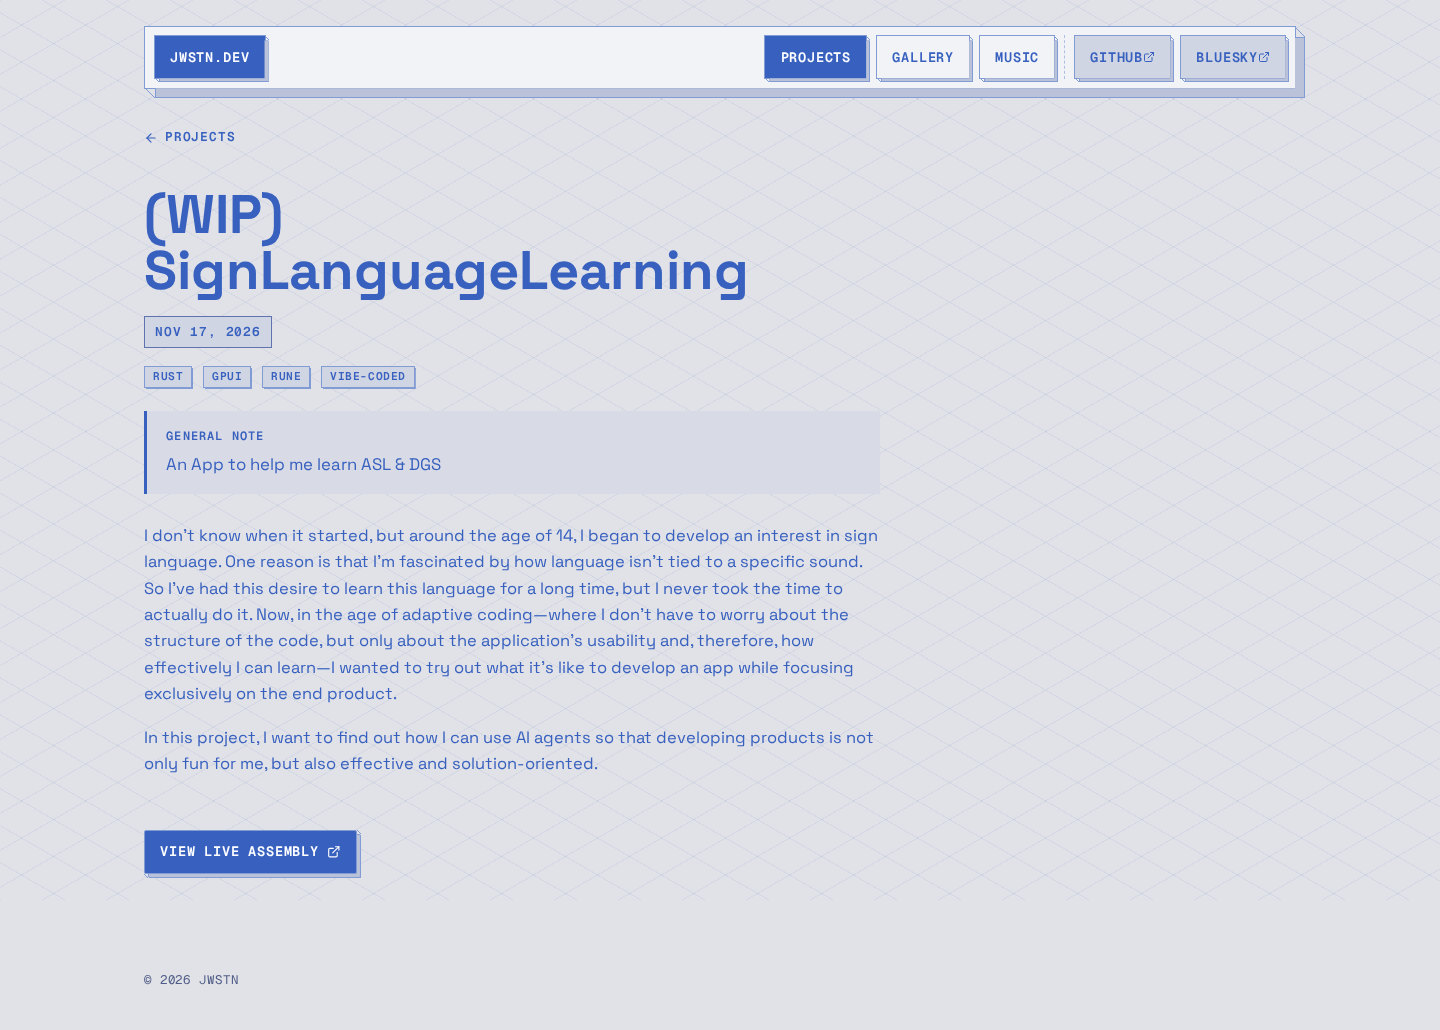 JWSTN.DEV
PROJECTS
GALLERY
MUSIC
GITHUB
BLUESKY
← PROJECTS
(WIP)
SignLanguageLearning
NOV 17, 2026
RUST
GPUI
RUNE
VIBE-CODED
GENERAL NOTE
An App to help me learn ASL & DGS
I don't know when it started, but around the age of 14, I began to develop an interest in sign
language. One reason is that I'm fascinated by how language isn't tied to a specific sound.
So I've had this desire to learn this language for a long time, but I never took the time to
actually do it. Now, in the age of adaptive coding—where I don't have to worry about the
structure of the code, but only about the application's usability and, therefore, how
effectively I can learn—I wanted to try out what it's like to develop an app while focusing
exclusively on the end product.
In this project, I want to find out how I can use AI agents so that developing products is not
only fun for me, but also effective and solution-oriented.
VIEW LIVE ASSEMBLY
© 2026 JWSTN